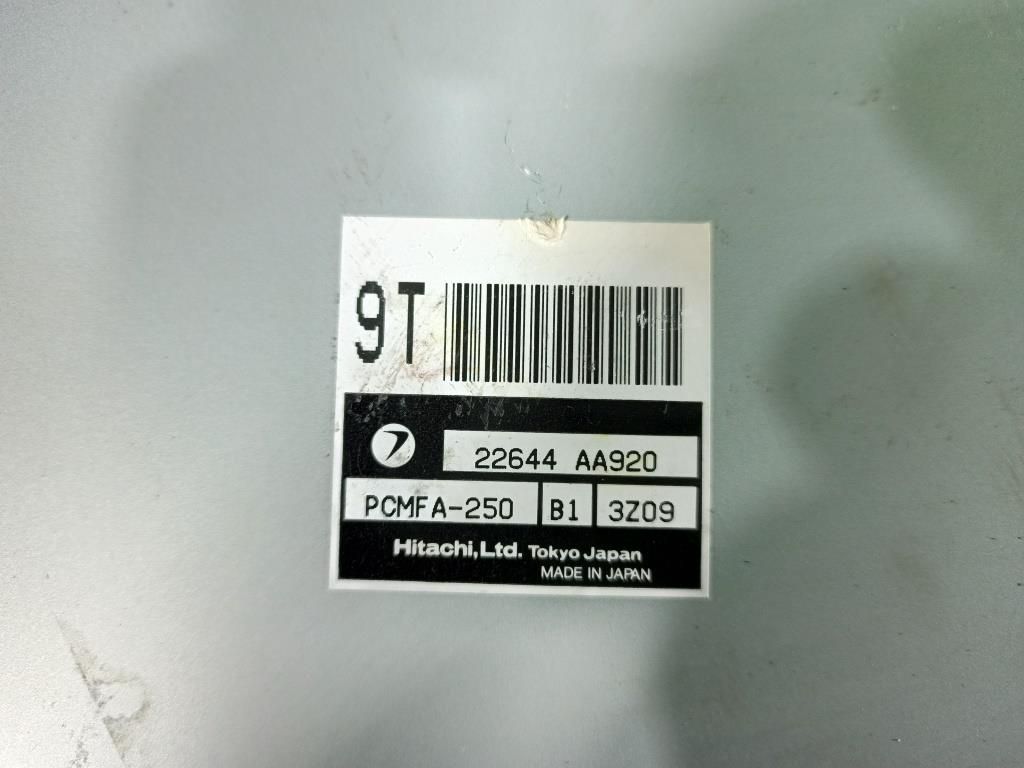 9T
22644 AA920
PCMFA-250 B1 3Z09
Hitachi,Ltd. Tokyo Japan
MADE IN JAPAN